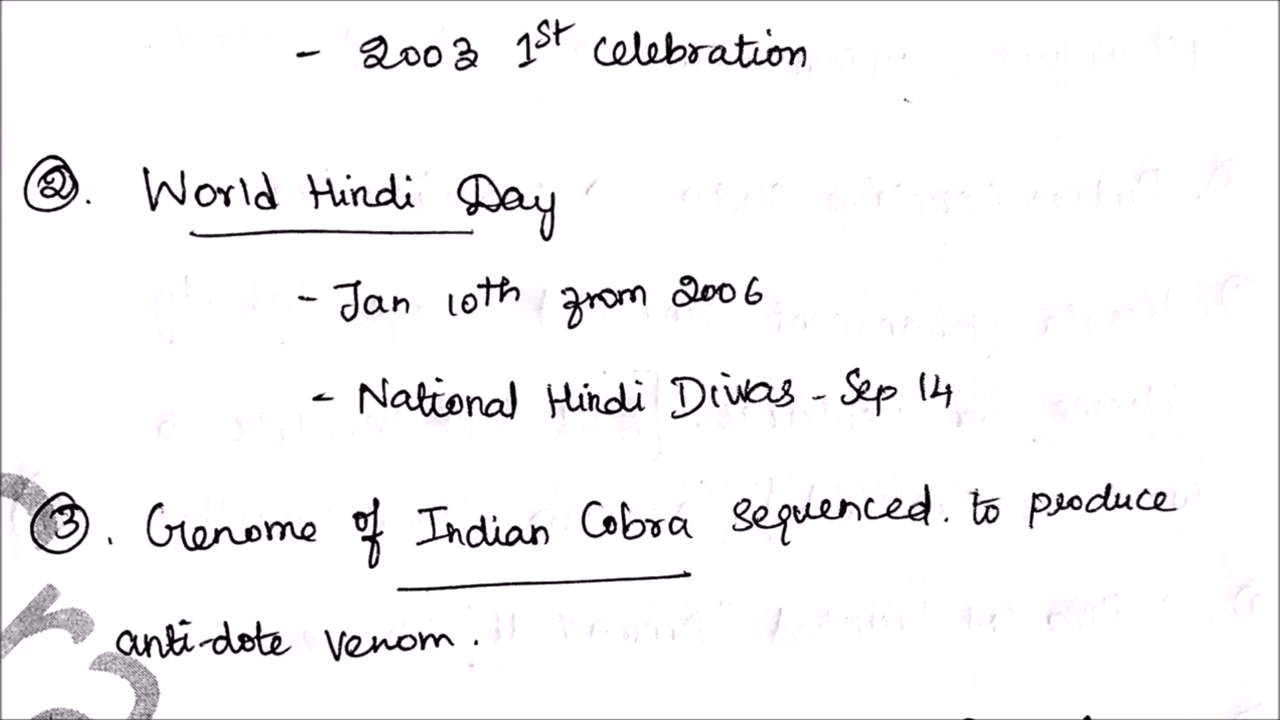 - 2003 1st celebration
②. World Hindi Day
- Jan 10th from 2006
- National Hindi Diwas - Sep 14
③. Genome of Indian Cobra sequenced. to produce
anti-dote venom.